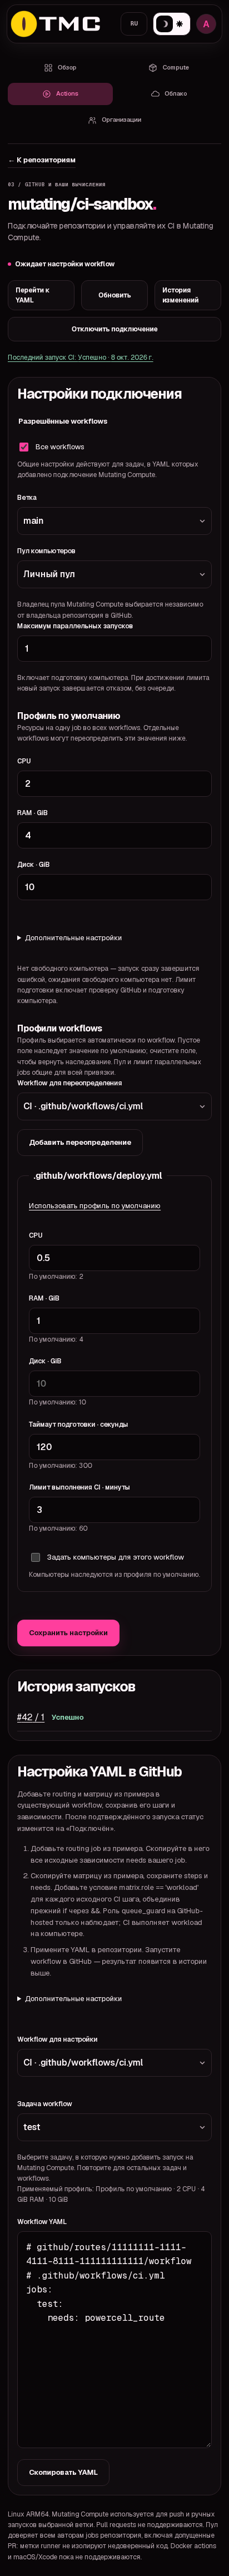 TMC
RU
A
Обзор
Compute
Actions
Облако
Организации
← К репозиториям
03 / GITHUB И ВАШИ ВЫЧИСЛЕНИЯ
mutating/ci-sandbox.
Подключайте репозитории и управляйте их CI в Mutating
Compute.
Ожидает настройки workflow
Перейти к
YAML
Обновить
История
изменений
Отключить подключение
Последний запуск CI: Успешно · 8 окт. 2026 г.
Настройки подключения
Разрешённые workflows
Все workflows
Общие настройки действуют для задач, в YAML которых
добавлено подключение Mutating Compute.
Ветка
main
Пул компьютеров
Личный пул
Владелец пула Mutating Compute выбирается независимо
от владельца репозитория в GitHub.
Максимум параллельных запусков
1
Включает подготовку компьютера. При достижении лимита
новый запуск завершается отказом, без очереди.
Профиль по умолчанию
Ресурсы на одну job во всех workflows. Отдельные
workflows могут переопределить эти значения ниже.
CPU
2
RAM · GiB
4
Диск · GiB
10
Дополнительные настройки
Нет свободного компьютера — запуск сразу завершится
ошибкой, ожидания свободного компьютера нет. Лимит
подготовки включает проверку GitHub и подготовку
компьютера.
Профили workflows
Профиль выбирается автоматически по workflow. Пустое
поле наследует значение по умолчанию; очистите поле,
чтобы вернуть наследование. Пул и лимит параллельных
jobs общие для всей привязки.
Workflow для переопределения
CI · .github/workflows/ci.yml
Добавить переопределение
.github/workflows/deploy.yml
Использовать профиль по умолчанию
CPU
0.5
По умолчанию: 2
RAM · GiB
1
По умолчанию: 4
Диск · GiB
10
По умолчанию: 10
Таймаут подготовки · секунды
120
По умолчанию: 300
Лимит выполнения CI · минуты
3
По умолчанию: 60
Задать компьютеры для этого workflow
Компьютеры наследуются из профиля по умолчанию.
Сохранить настройки
История запусков
#42 / 1 Успешно
Настройка YAML в GitHub
Добавьте routing и матрицу из примера в
существующий workflow, сохранив его шаги и
зависимости. После подтверждённого запуска статус
изменится на «Подключён».
1. Добавьте routing job из примера. Скопируйте в него
все исходные зависимости needs вашего job.
2. Скопируйте матрицу из примера, сохраните steps и
needs. Добавьте условие matrix.role == 'workload'
для каждого исходного CI шага, объединив
прежний if через &&. Роль queue_guard на GitHub-
hosted только наблюдает; CI выполняет workload
на компьютере.
3. Примените YAML в репозитории. Запустите
workflow в GitHub — результат появится в истории
выше.
Дополнительные настройки
Workflow для настройки
CI · .github/workflows/ci.yml
Задача workflow
test
Выберите задачу, в которую нужно добавить запуск на
Mutating Compute. Повторите для остальных задач и
workflows.
Применяемый профиль: Профиль по умолчанию · 2 CPU · 4
GiB RAM · 10 GiB
Workflow YAML
# github/routes/11111111-1111-
4111-8111-111111111111/workflow
# .github/workflows/ci.yml
jobs:
test:
needs: powercell_route
Скопировать YAML
Linux ARM64. Mutating Compute используется для push и ручных
запусков выбранной ветки. Pull requests не поддерживаются. Пул
доверяет всем авторам jobs репозитория, включая допущенные
PR: метки runner не изолируют недоверенный код. Docker actions
и macOS/Xcode пока не поддерживаются.